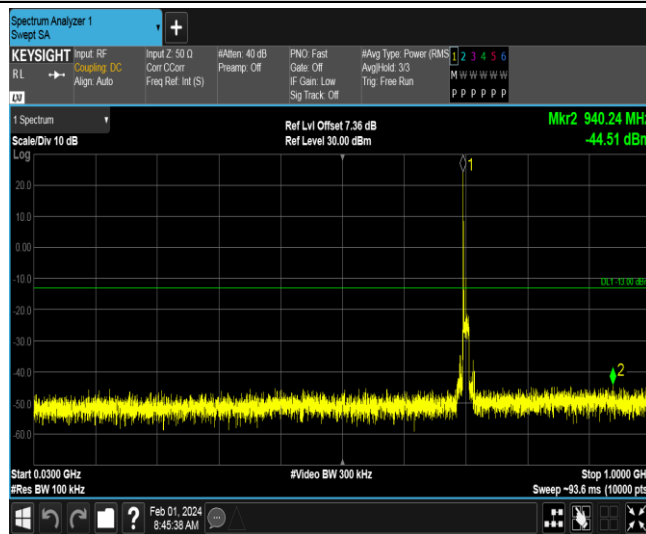 Spectrum Analyzer 1
Swept SA
+
KEYSIGHT
RL
LXI
Input: RF
Coupling: DC
Align: Auto
Input Z: 50 Ω
Corr CCorr
Freq Ref: Int (S)
#Atten: 40 dB
Preamp: Off
PNO: Fast
Gate: Off
IF Gain: Low
Sig Track: Off
#Avg Type: Power (RMS
Avg|Hold: 3/3
Trig: Free Run
1 2 3 4 5 6
M W W W W W
P P P P P P
1 Spectrum
Scale/Div 10 dB
Ref Lvl Offset 7.36 dB
Ref Level 30.00 dBm
Mkr2 940.24 MHz
-44.51 dBm
Log
1
20.0
10.0
0.00
-10.0
DL1 -13.00 dBm
-20.0
-30.0
-40.0
2
-50.0
-60.0
Start 0.0300 GHz
#Video BW 300 kHz
Stop 1.0000 GH
#Res BW 100 kHz
Sweep ~93.6 ms (10000 pts
?
Feb 01, 2024
8:45:38 AM